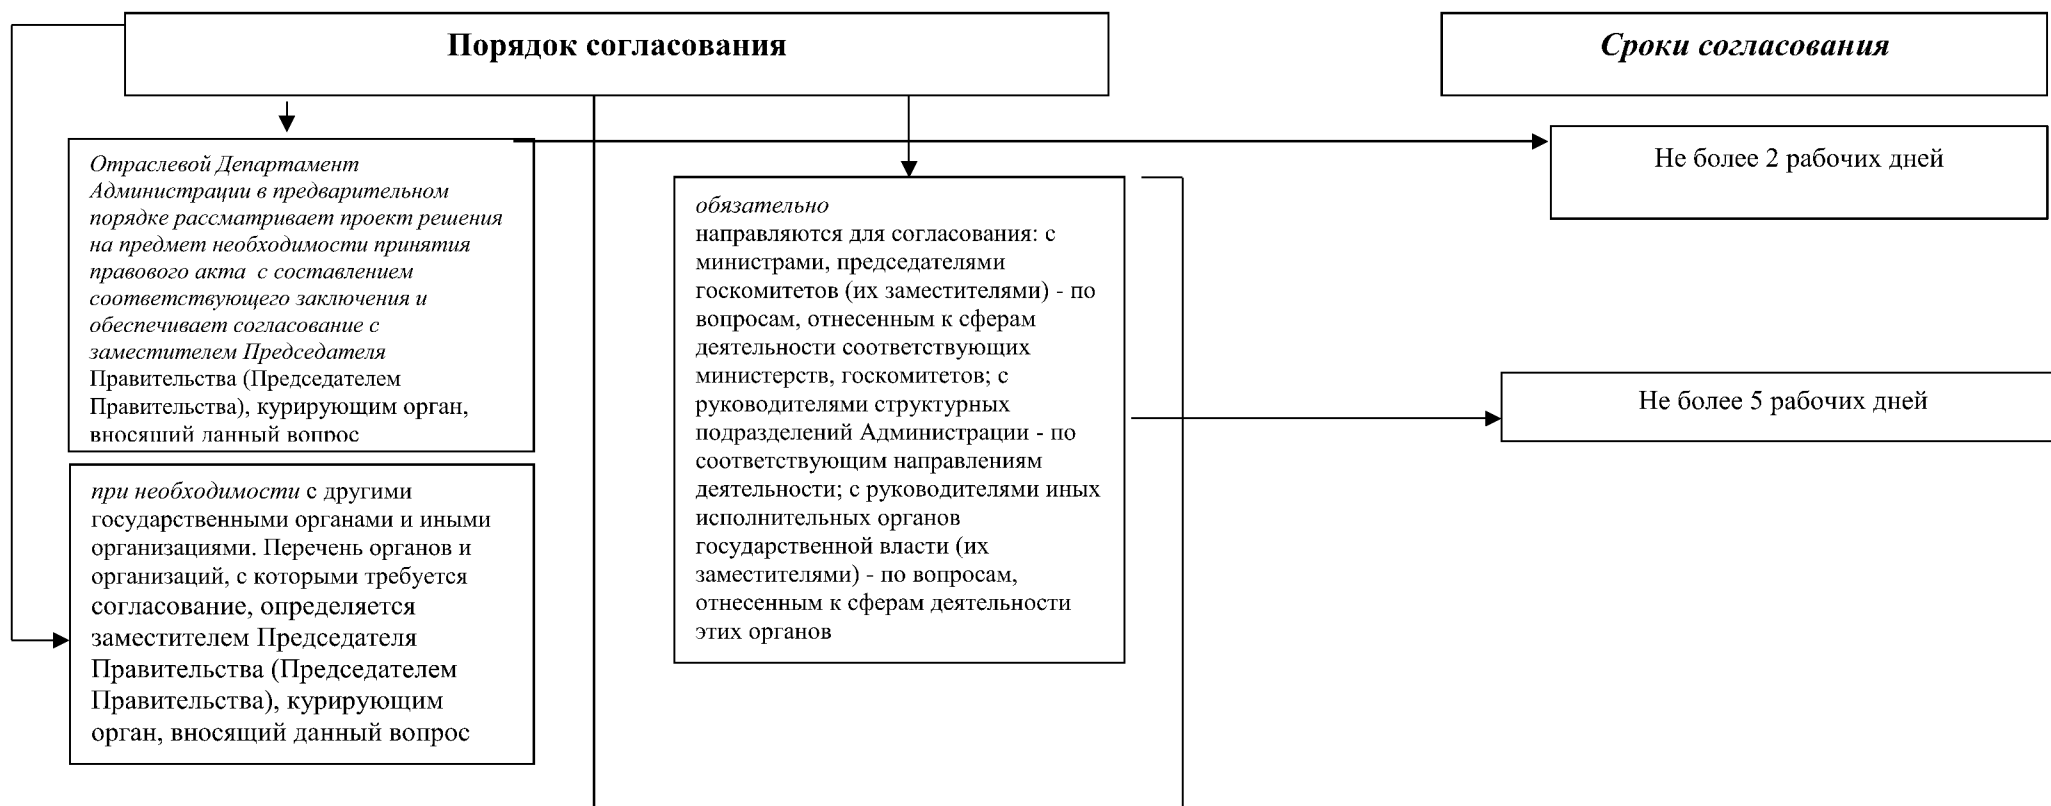 Порядок согласования
Сроки согласования
Отраслевой Департамент
Администрации в предварительном
порядке рассматривает проект решения
на предмет необходимости принятия
правового акта с составлением
соответствующего заключения и
обеспечивает согласование с
заместителем Председателя
Правительства (Председателем
Правительства), курирующим орган,
вносящий данный вопрос
Не более 2 рабочих дней
обязательно
направляются для согласования: с
министрами, председателями
госкомитетов (их заместителями) - по
вопросам, отнесенным к сферам
деятельности соответствующих
министерств, госкомитетов; с
руководителями структурных
подразделений Администрации - по
соответствующим направлениям
деятельности; с руководителями иных
исполнительных органов
государственной власти (их
заместителями) - по вопросам,
отнесенным к сферам деятельности
этих органов
Не более 5 рабочих дней
при необходимости с другими
государственными органами и иными
организациями. Перечень органов и
организаций, с которыми требуется
согласование, определяется
заместителем Председателя
Правительства (Председателем
Правительства), курирующим
орган, вносящий данный вопрос